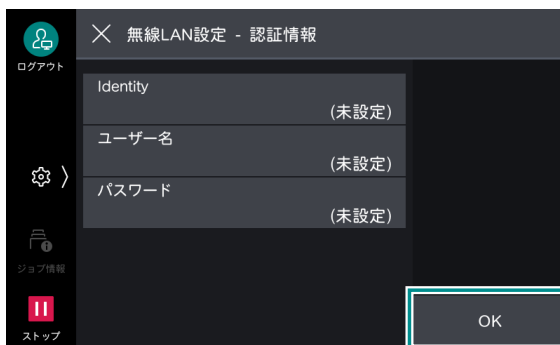 無線LAN設定 - 認証情報
ログアウト
Identity
(未設定)
ユーザー名
(未設定)
パスワード
(未設定)
ジョブ情報
ストップ
OK